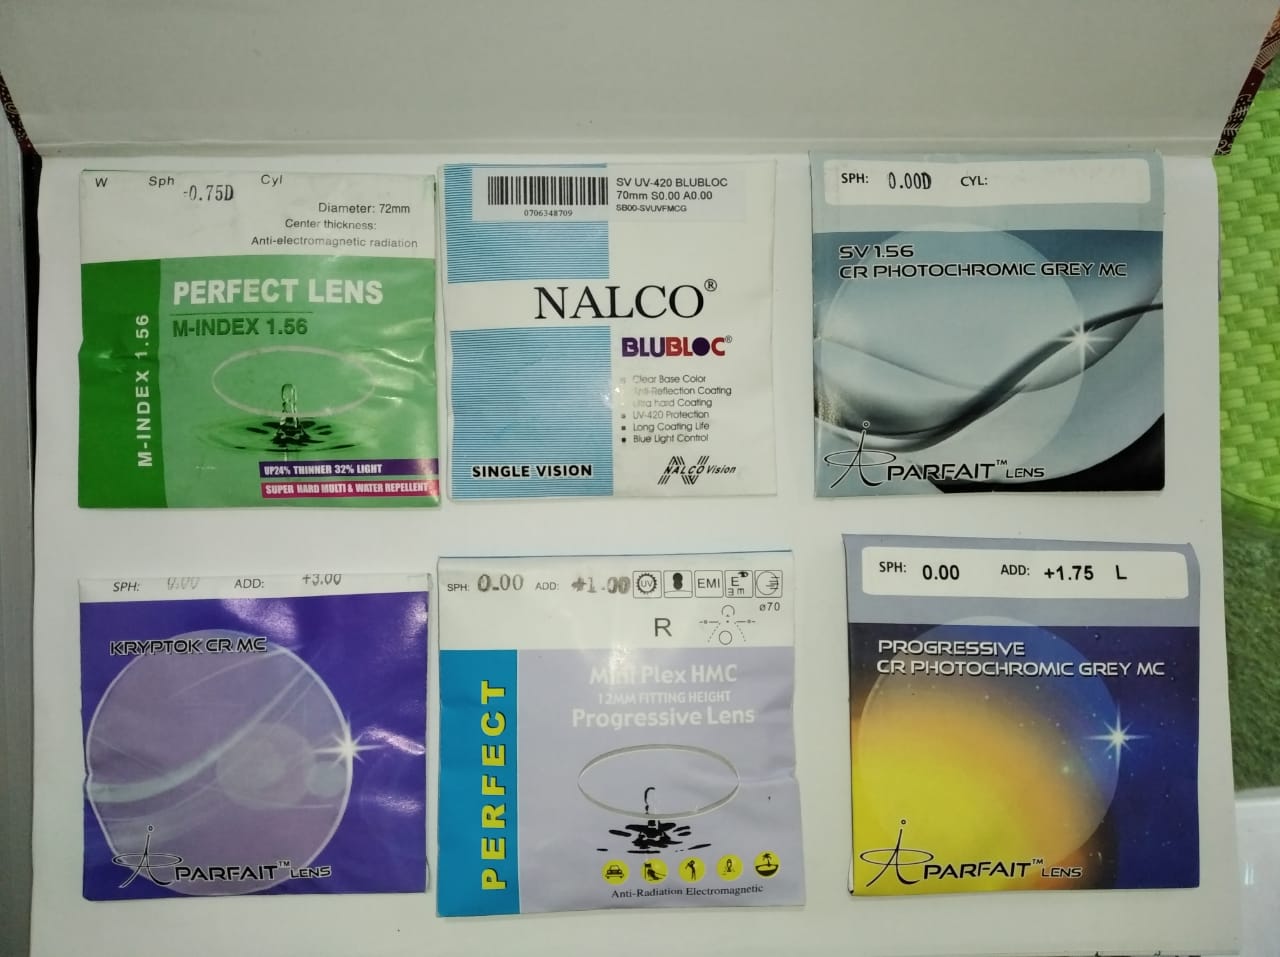 W Sph -0.75D Cyl
Diameter: 72mm
Center thickness:
Anti-electromagnetic radiation
PERFECT LENS
M-INDEX 1.56
M-INDEX 1.56
UP24% THINNER 32% LIGHT
SUPER HARD MULTI & WATER REPELLENT
0706348709
SV UV-420 BLUBLOC
70mm S0.00 A0.00
SB00-SVUVFMCG
NALCO®
BLUBLOC®
Clear Base Color
Anti-Reflection Coating
Ultra hard Coating
UV-420 Protection
Long Coating Life
Blue Light Control
SINGLE VISION
NALCO Vision
SPH: 0.00D CYL:
SV 1.56
CR PHOTOCHROMIC GREY MC
PARFAIT™ LENS
SPH: 0.00 ADD: +3.00
KRYPTOK CR MC
PARFAIT™ LENS
SPH: 0.00 ADD: +1.00 UV EMI E 3m
ø70
R
Mini Plex HMC
12MM FITTING HEIGHT
Progressive Lens
PERFECT
Anti-Radiation Electromagnetic
SPH: 0.00 ADD: +1.75 L
PROGRESSIVE
CR PHOTOCHROMIC GREY MC
PARFAIT™ LENS